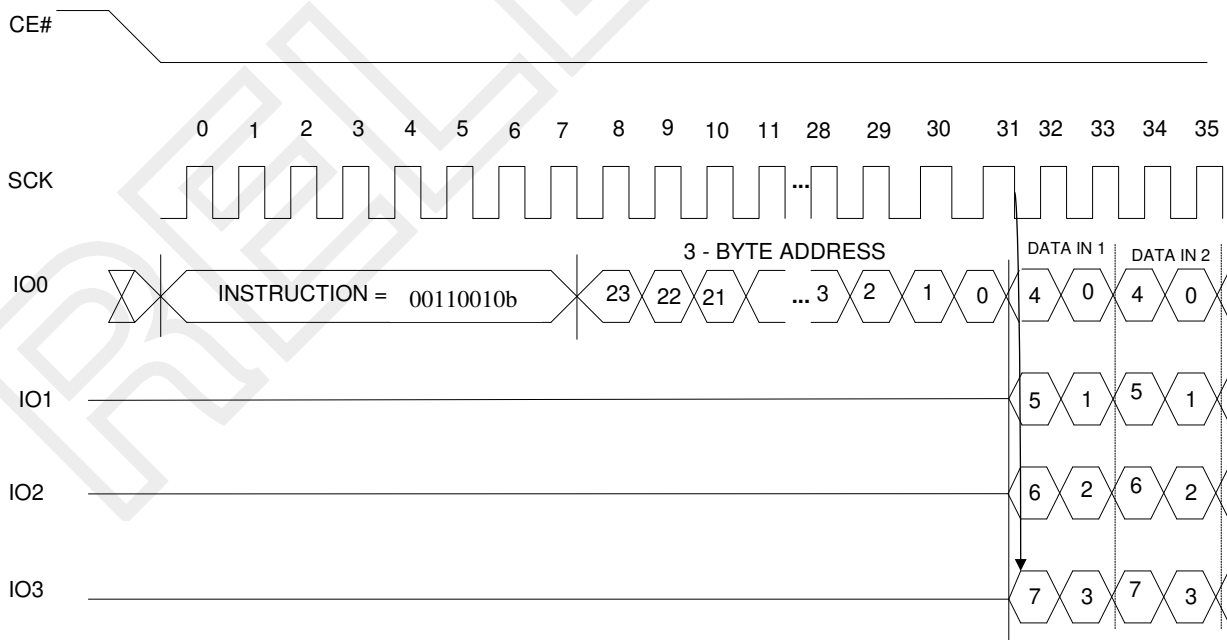 CE#
0 1 2 3 4 5 6 7 8 9 10 11 28 29 30 31 32 33 34 35
SCK ...
3 - BYTE ADDRESS DATA IN 1 DATA IN 2
IO0 INSTRUCTION = 00110010b 23 22 21 ... 3 2 1 0 4 0 4 0
IO1 5 1 5 1
IO2 6 2 6 2
IO3 7 3 7 3